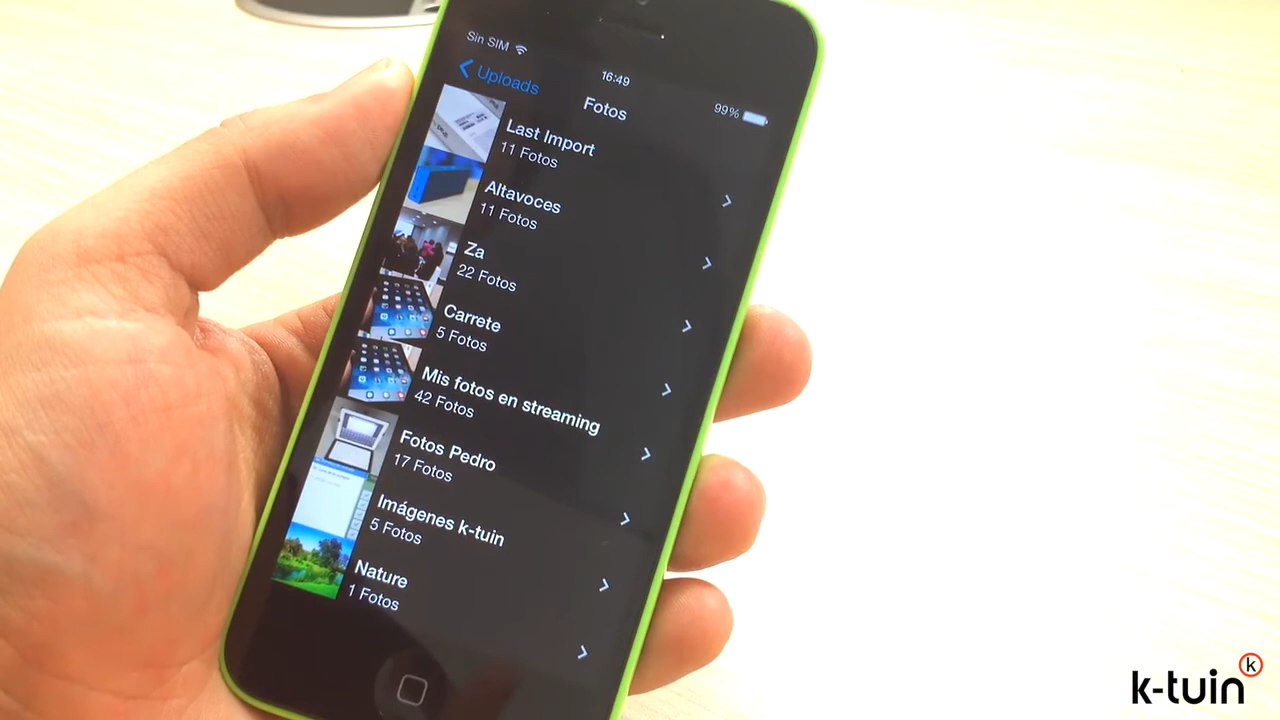 Sin SIM
16:49
99%
Uploads
Fotos
Last Import
11 Fotos
Altavoces
11 Fotos
Za
22 Fotos
Carrete
5 Fotos
Mis fotos en streaming
42 Fotos
Fotos Pedro
17 Fotos
Imágenes k-tuin
5 Fotos
Nature
1 Fotos
k-tuin
k